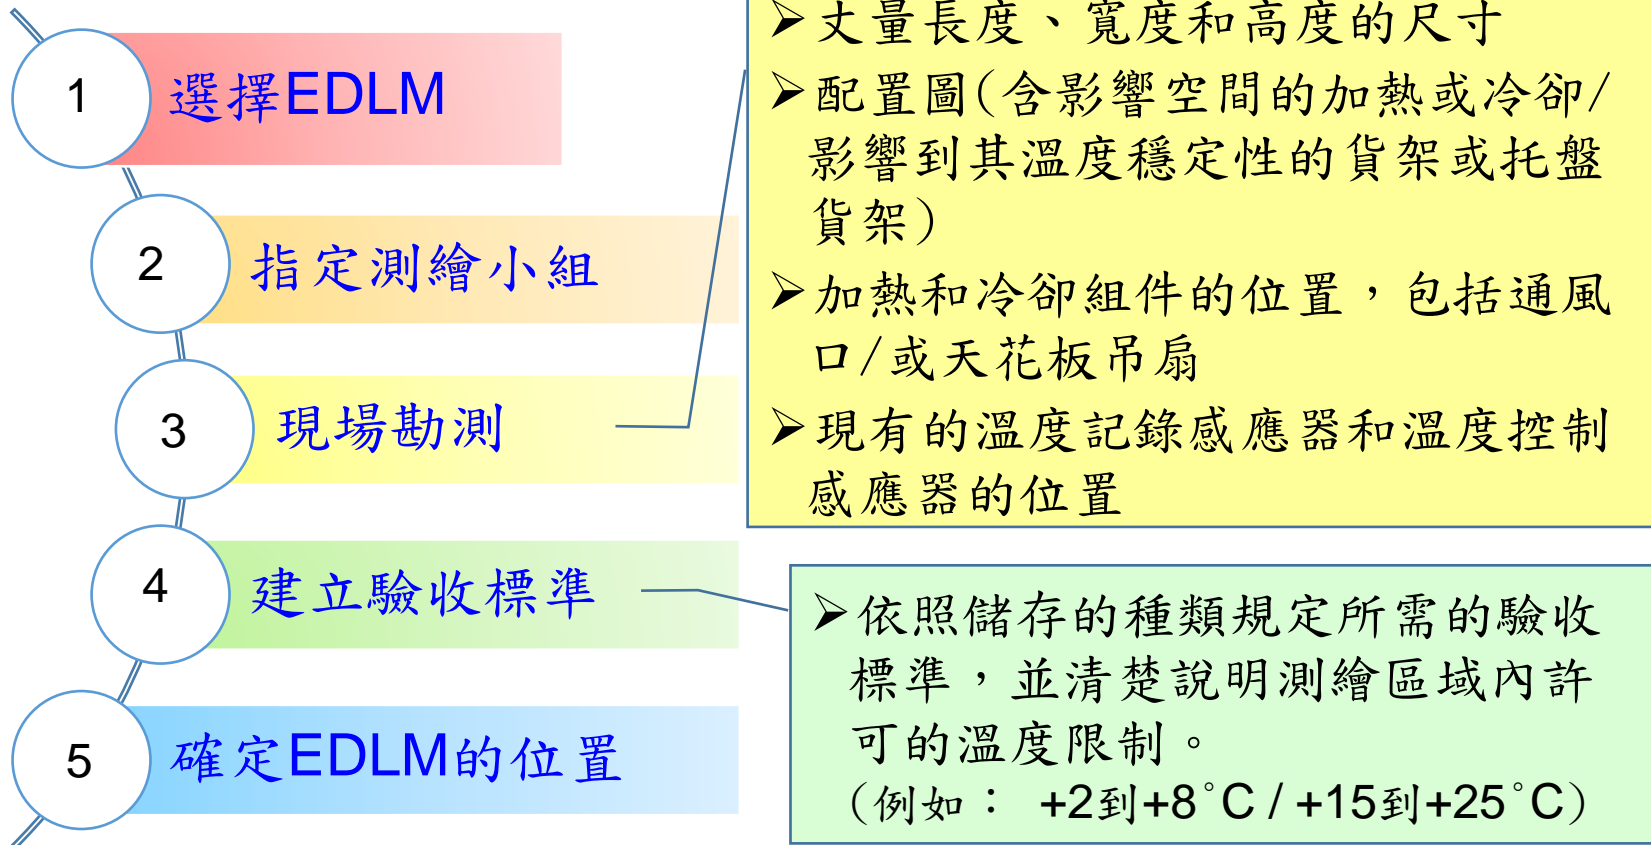 1
選擇EDLM
2
指定測繪小組
3
現場勘測
4
建立驗收標準
5
確定EDLM的位置
➢丈量長度、寬度和高度的尺寸
➢配置圖(含影響空間的加熱或冷卻/
影響到其溫度穩定性的貨架或托盤
貨架)
➢加熱和冷卻組件的位置，包括通風
口/或天花板吊扇
➢現有的溫度記錄感應器和溫度控制
感應器的位置
➢依照儲存的種類規定所需的驗收
標準，並清楚說明測繪區域內許
可的溫度限制。
(例如： +2到+8°C / +15到+25°C)